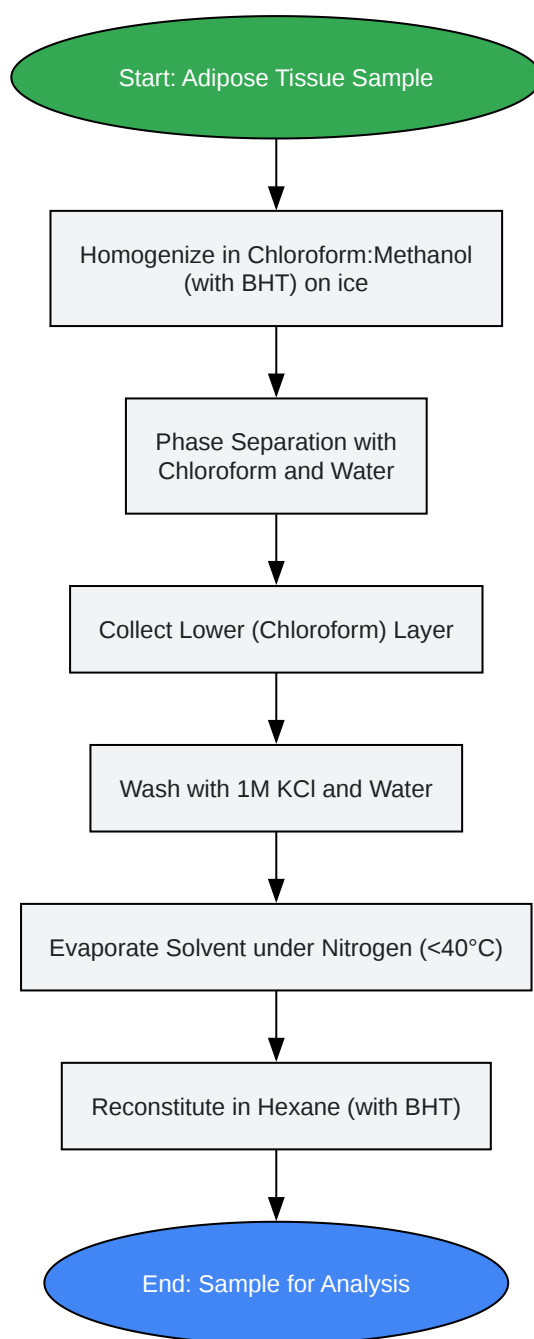 Start: Adipose Tissue Sample
Homogenize in Chloroform:Methanol
(with BHT) on ice
Phase Separation with
Chloroform and Water
Collect Lower (Chloroform) Layer
Wash with 1M KCl and Water
Evaporate Solvent under Nitrogen (<40°C)
Reconstitute in Hexane (with BHT)
End: Sample for Analysis